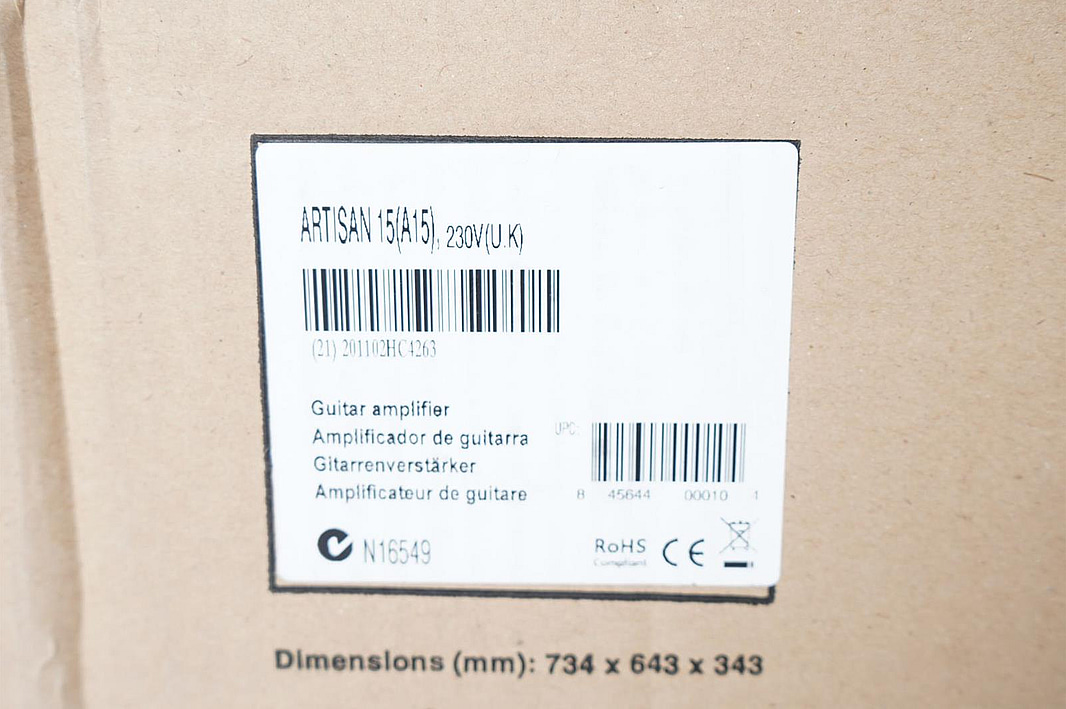 ARTISAN 15(A15), 230V(U.K)
(21) 201102HC4263
Guitar amplifier
Amplificador de guitarra
Gitarrenverstärker
Amplificateur de guitare
UPC:
8 45644 00010 1
N16549
RoHS
Compliant
CE
Dimensions (mm): 734 x 643 x 343